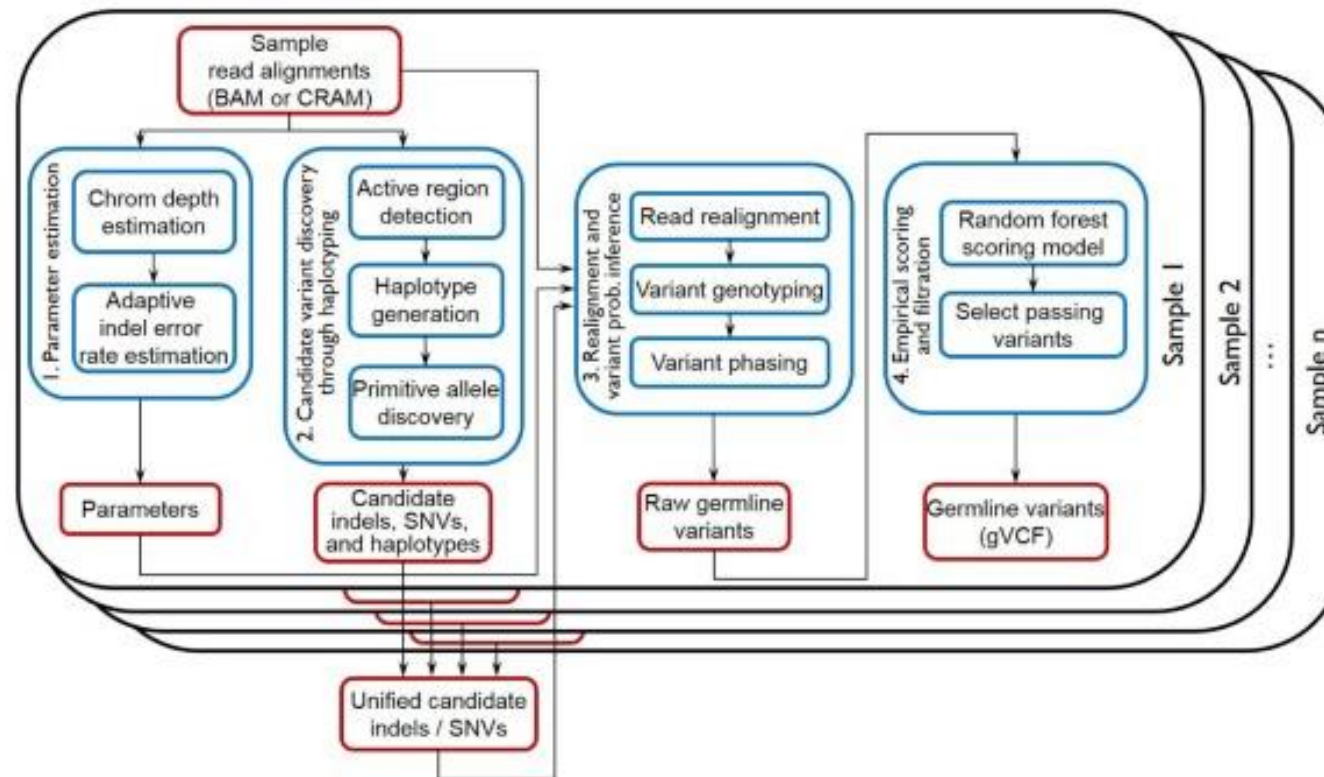 Sample
read alignments
(BAM or CRAM)
1. Parameter estimation
Chrom depth
estimation
Adaptive
indel error
rate estimation
Parameters
2. Candidate variant discovery
through haplotyping
Active region
detection
Haplotype
generation
Primitive allele
discovery
Candidate
indels, SNVs,
and haplotypes
Unified candidate
indels / SNVs
3. Realignment and
variant prob. inference
Read realignment
Variant genotyping
Variant phasing
Raw germline
variants
4. Empirical scoring
and filtration
Random forest
scoring model
Select passing
variants
Germline variants
(gVCF)
Sample 1
Sample 2
...
Sample n